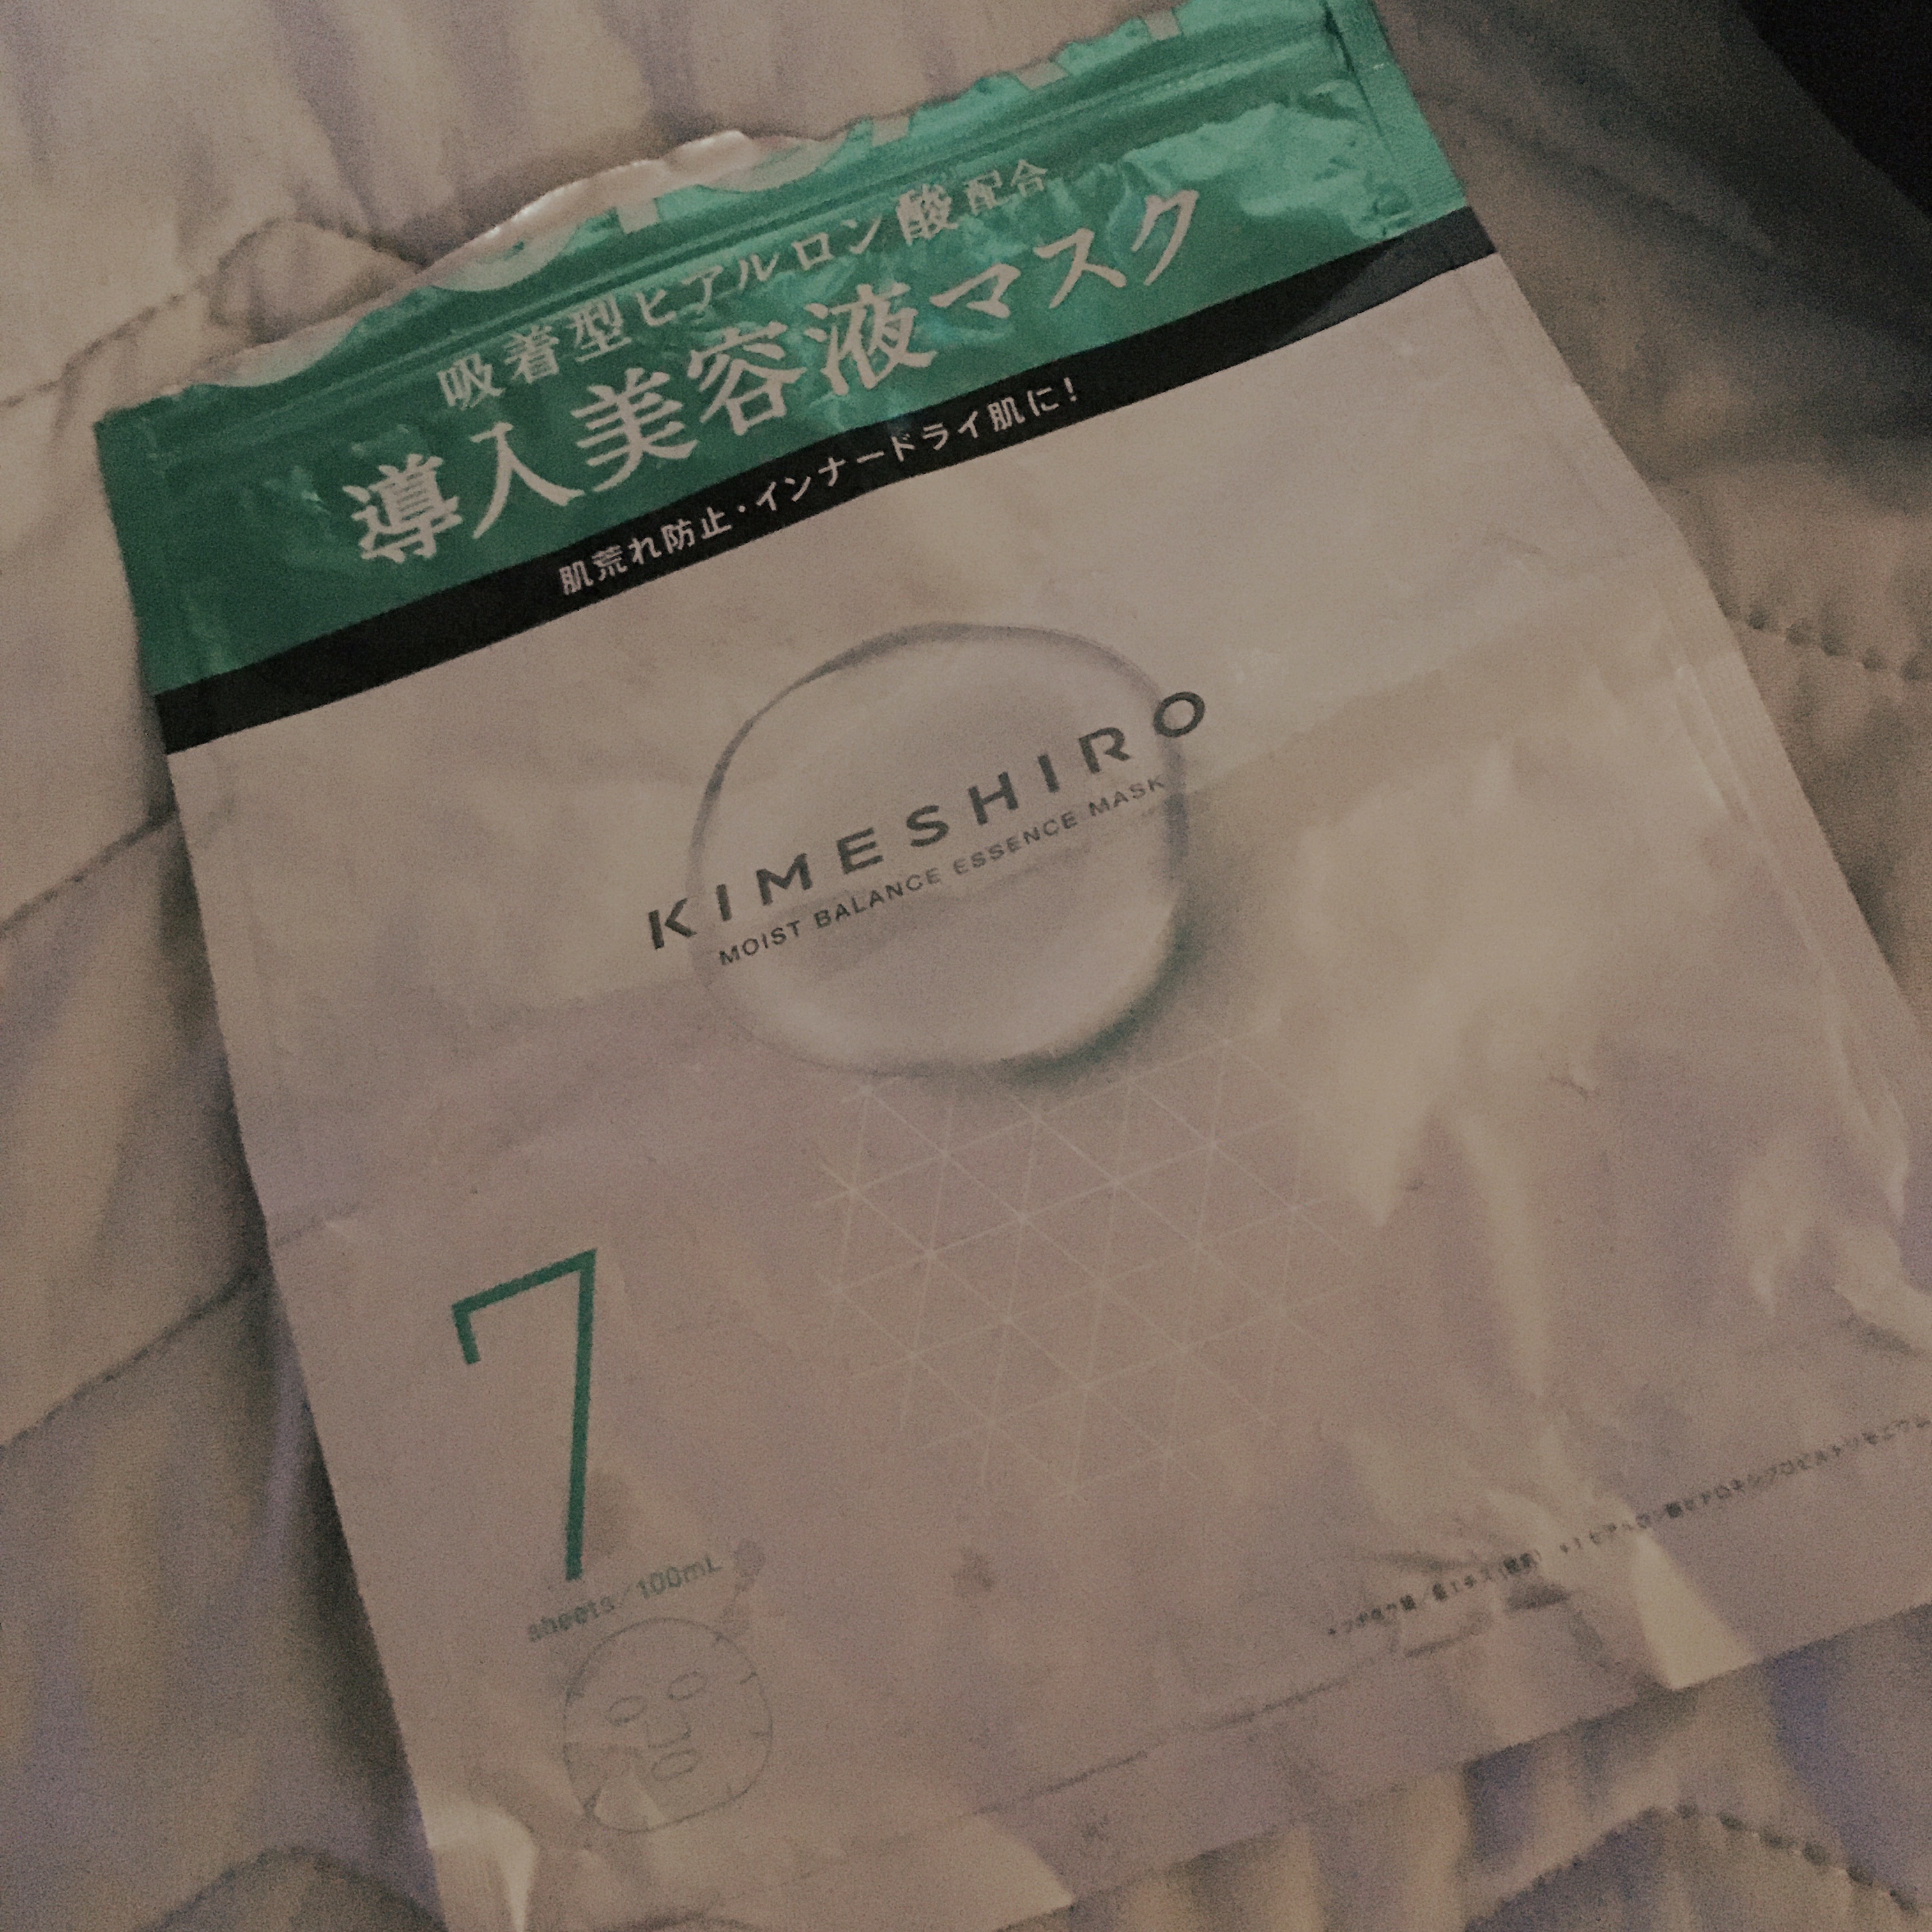 吸着型ヒアルロン酸配合
導入美容液マスク
肌荒れ防止・インナードライ肌に!
KIMESHIRO
MOIST BALANCE ESSENCE MASK
7
sheets/100mL